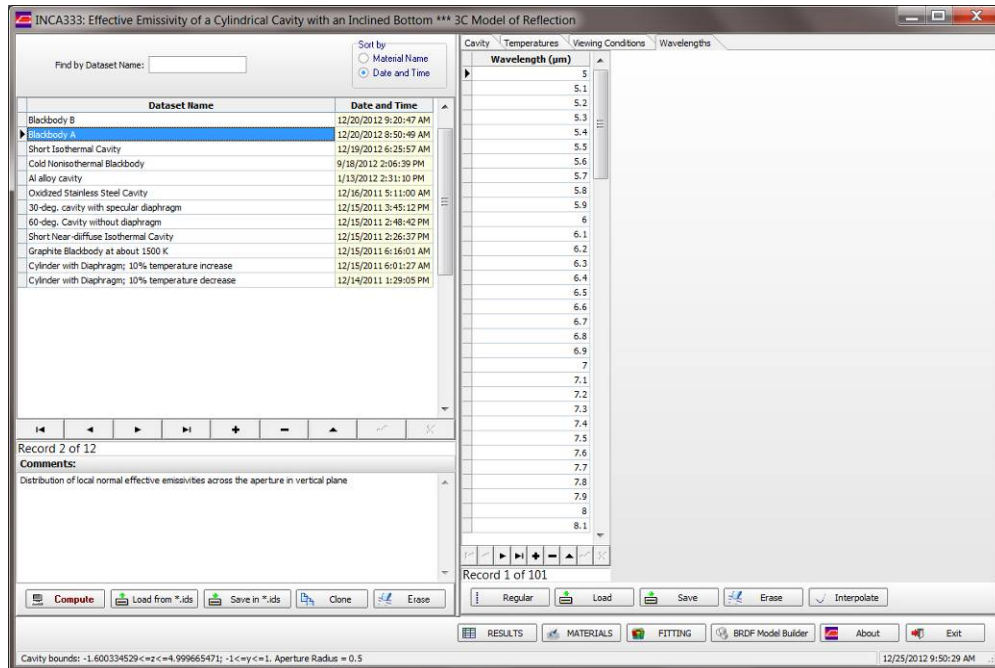 INCA333: Effective Emissivity of a Cylindrical Cavity with an Inclined Bottom *** 3C Model of Reflection
Find by Dataset Name:
Sort by
Material Name
Date and Time
Dataset Name Date and Time
Blackbody B 12/20/2012 9:20:47 AM
Blackbody A 12/20/2012 8:50:49 AM
Short Isothermal Cavity 12/19/2012 6:25:57 AM
Cold Nonisothermal Blackbody 9/18/2012 2:06:39 PM
Al alloy cavity 1/13/2012 2:31:10 PM
Oxidized Stainless Steel Cavity 12/16/2011 5:11:00 AM
30-deg. cavity with specular diaphragm 12/15/2011 3:45:12 PM
60-deg. Cavity without diaphragm 12/15/2011 2:48:42 PM
Short Near-diiffuse Isothermal Cavity 12/15/2011 2:26:37 PM
Graphite Blackbody at about 1500 K 12/15/2011 6:16:01 AM
Cylinder with Diaphragm; 10% temperature increase 12/15/2011 6:01:27 AM
Cylinder with Diaphragm; 10% temperature decrease 12/14/2011 1:29:05 PM
Record 2 of 12
Comments:
Distribution of local normal effective emissivities across the aperture in vertical plane
Compute Load from *.ids Save in *.ids Clone Erase
Cavity Temperatures Viewing Conditions Wavelengths
Wavelength (μm)
5
5.1
5.2
5.3
5.4
5.5
5.6
5.7
5.8
5.9
6
6.1
6.2
6.3
6.4
6.5
6.6
6.7
6.8
6.9
7
7.1
7.2
7.3
7.4
7.5
7.6
7.7
7.8
7.9
8
8.1
Record 1 of 101
Regular Load Save Erase Interpolate
RESULTS MATERIALS FITTING BRDF Model Builder About Exit
Cavity bounds: -1.600334529<=z<=4.999665471; -1<=y<=1. Aperture Radius = 0.5 12/25/2012 9:50:29 AM